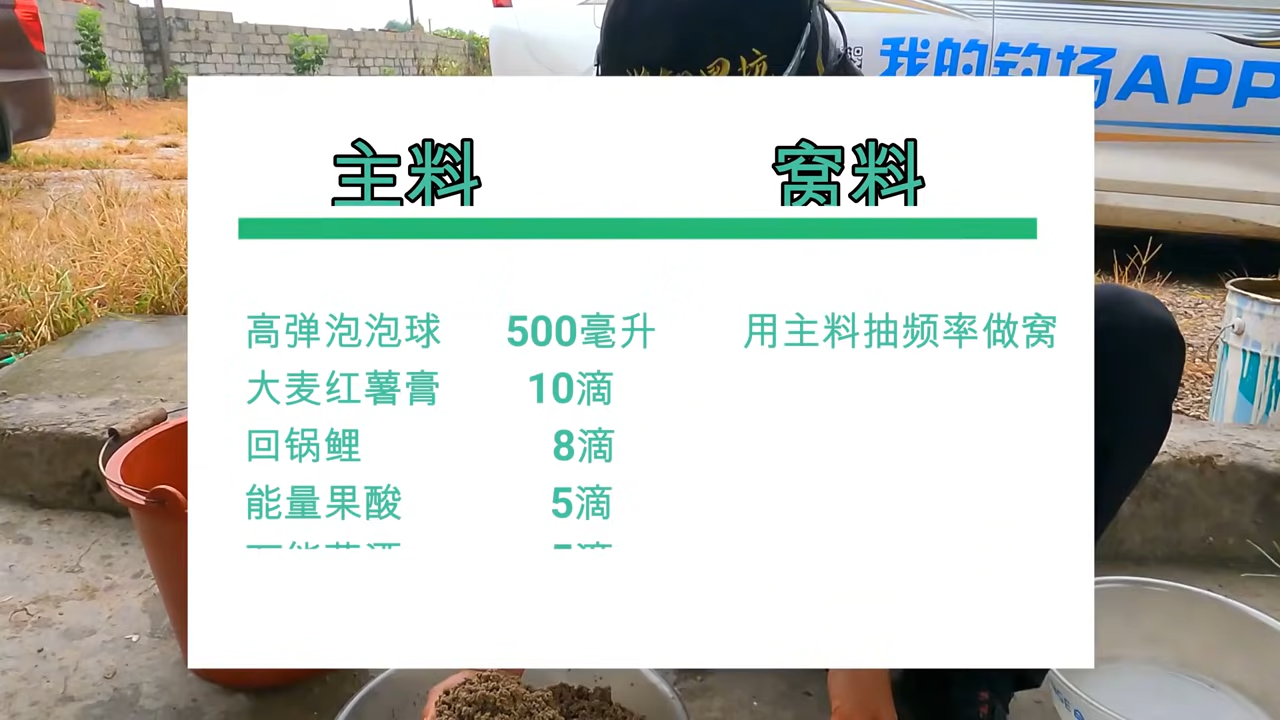 我的钓场APP
主料 窝料
高弹泡泡球 500毫升 用主料抽频率做窝
大麦红薯膏 10滴
回锅鲤 8滴
能量果酸 5滴